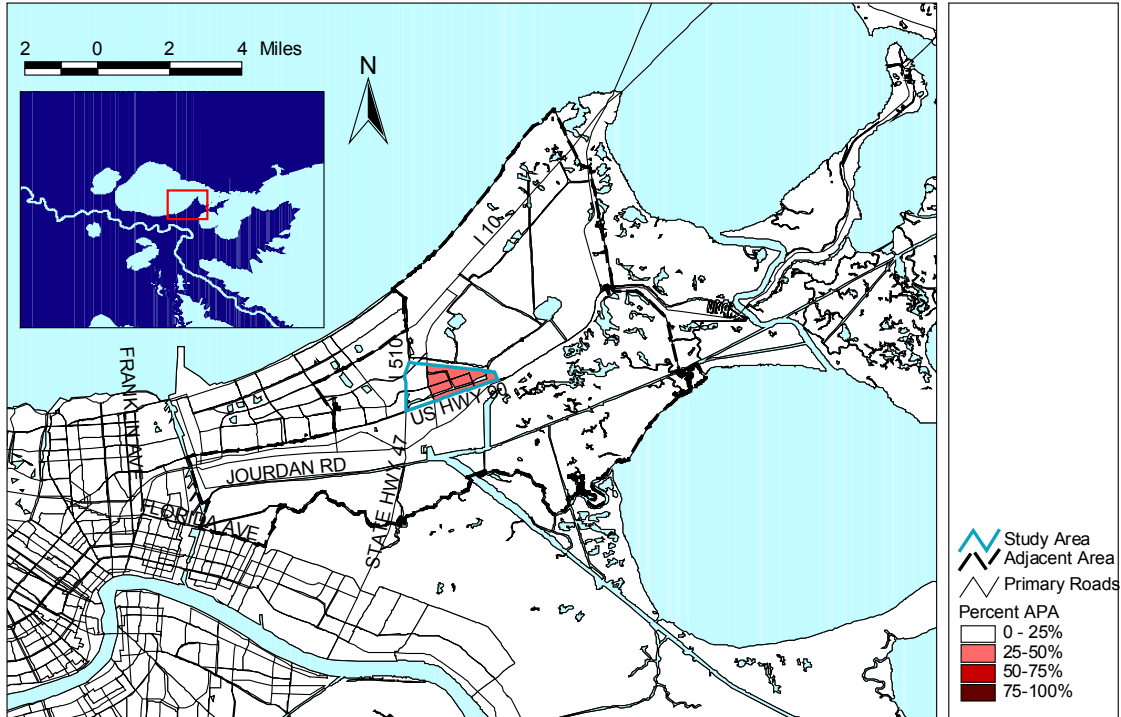 2 0 2 4 Miles
N
I 10
I 510
FRANKLIN AVE
US HWY 90
JOURDAN RD
STATE HWY 47
FLORIDA AVE
Study Area
Adjacent Area
Primary Roads
Percent APA
0 - 25%
25-50%
50-75%
75-100%